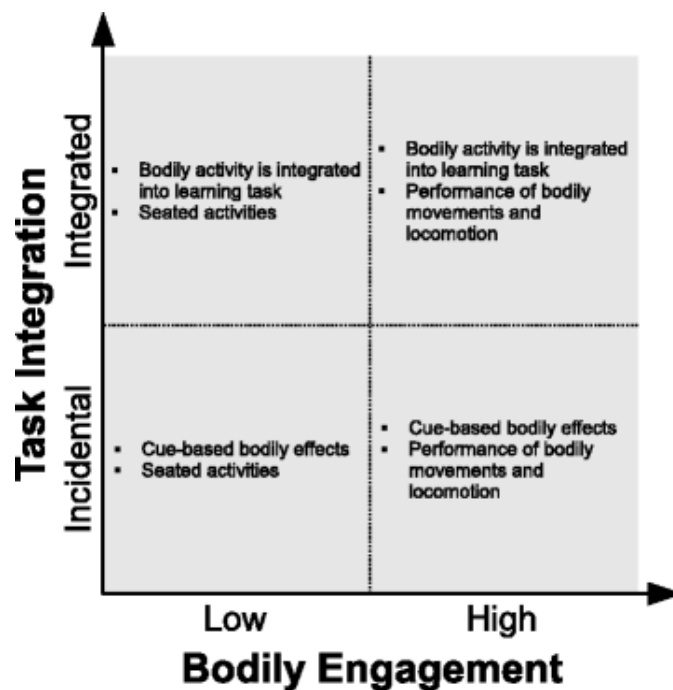 Task Integration
Integrated
Incidental
▪ Bodily activity is integrated
into learning task
▪ Seated activities
▪ Bodily activity is integrated
into learning task
▪ Performance of bodily
movements and
locomotion
▪ Cue-based bodily effects
▪ Seated activities
▪ Cue-based bodily effects
▪ Performance of bodily
movements and
locomotion
Low
High
Bodily Engagement